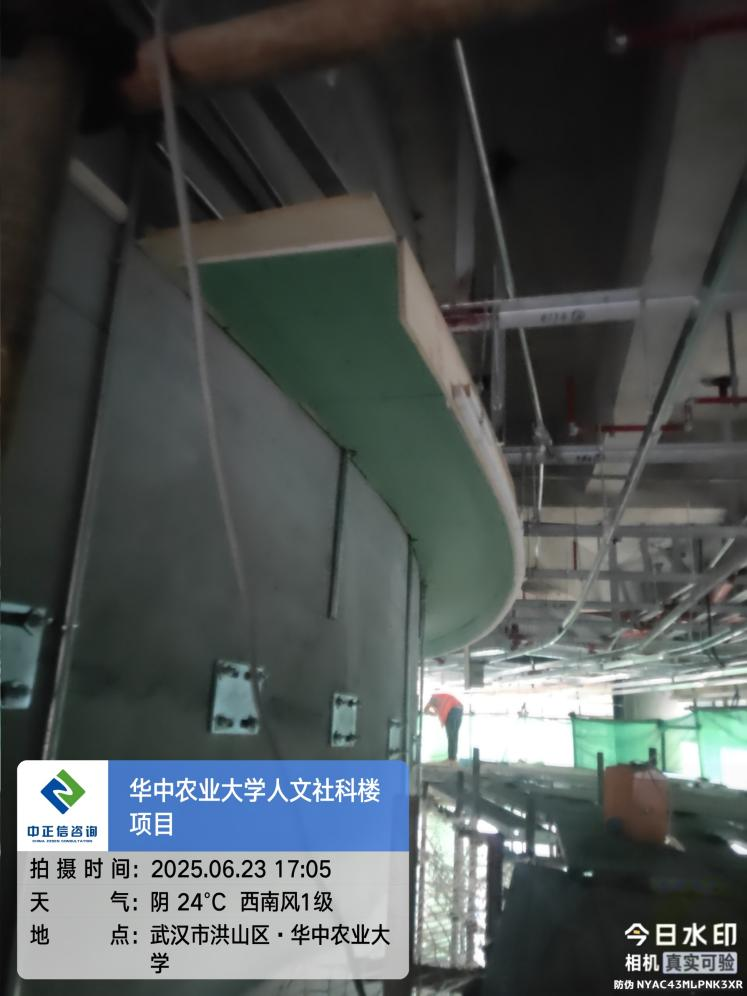 华中农业大学人文社科楼
项目
中正信咨询
拍摄时间：2025.06.23 17:05
天气：阴 24℃ 西南风1级
地点：武汉市洪山区·华中农业大
学
今日水印
相机 真实可验
防伪 NYAC43MLPNK3XR